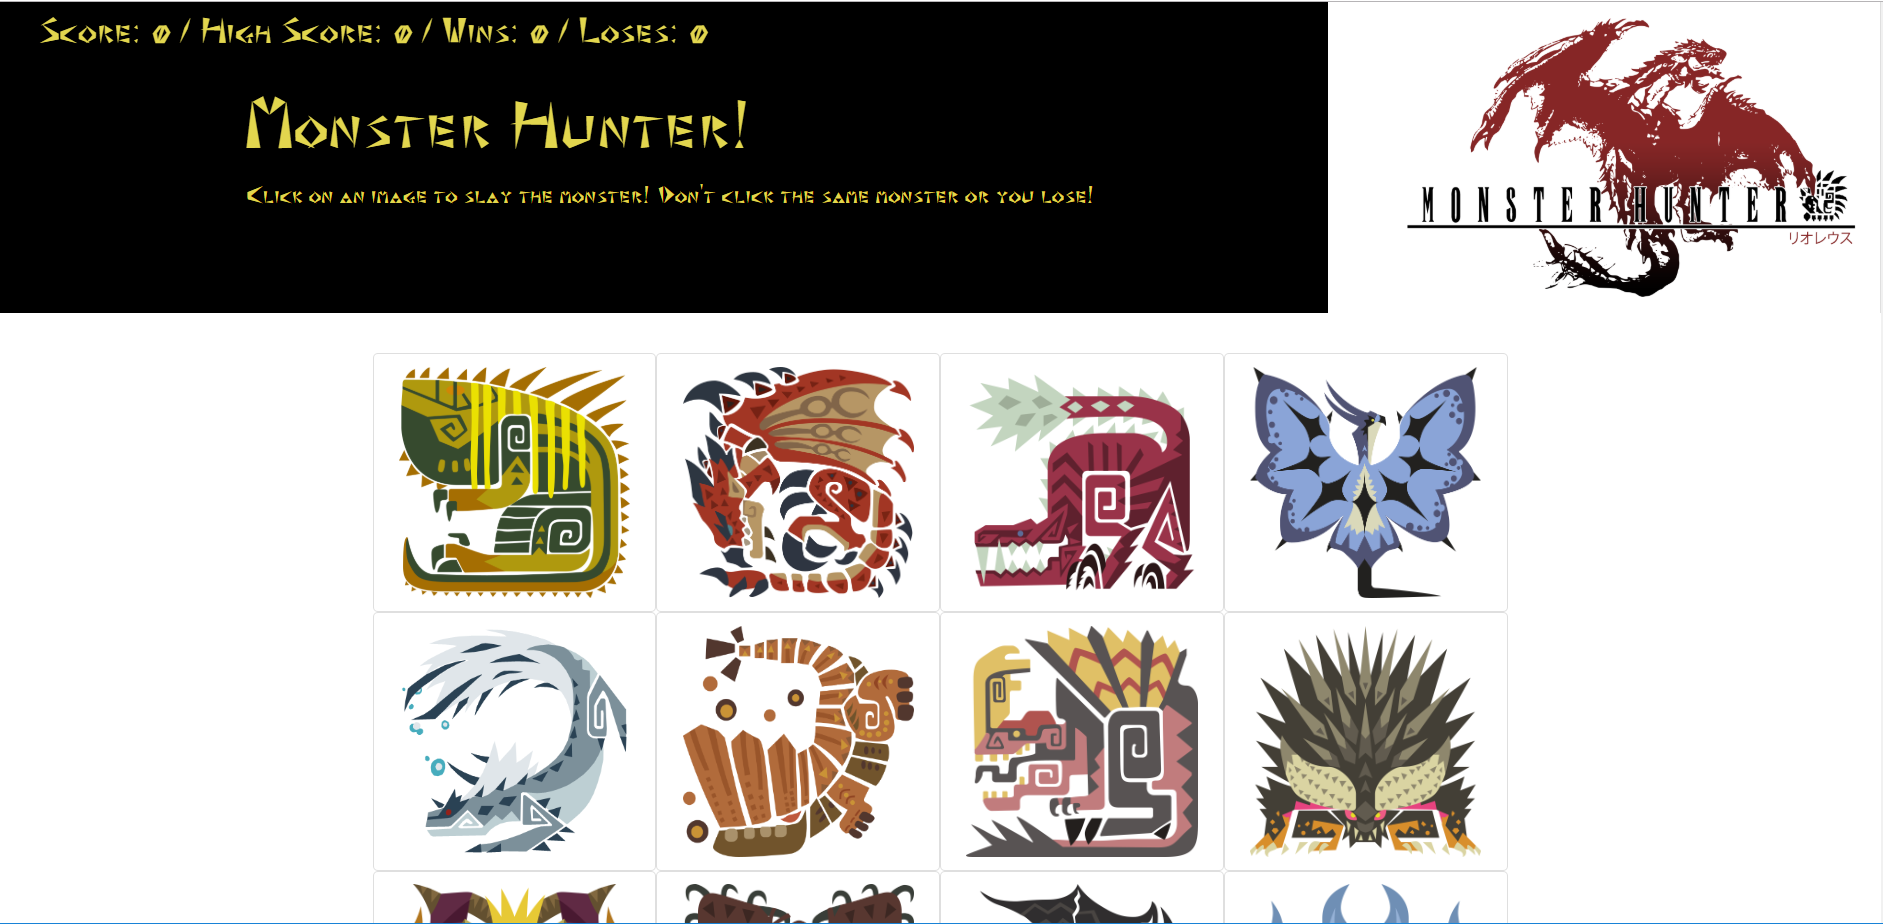 Score: 0 / High Score: 0 / Wins: 0 / Loses: 0
Monster Hunter!
Click on an image to slay the monster! Don't click the same monster or you lose!
MONSTER HUNTER
リオレウス